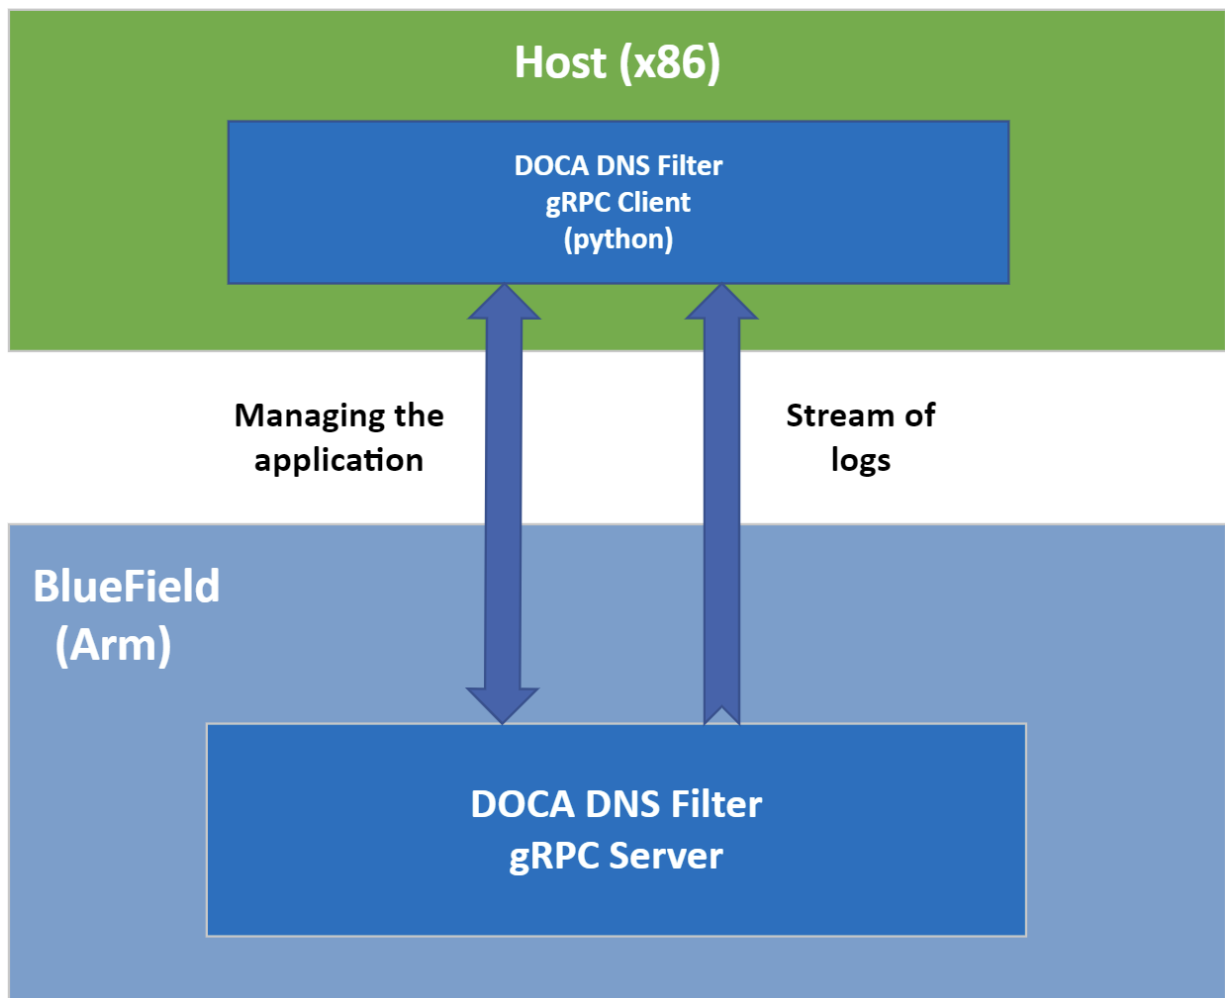 Host (x86)
DOCA DNS Filter
gRPC Client
(python)
Managing the
application
Stream of
logs
BlueField
(Arm)
DOCA DNS Filter
gRPC Server